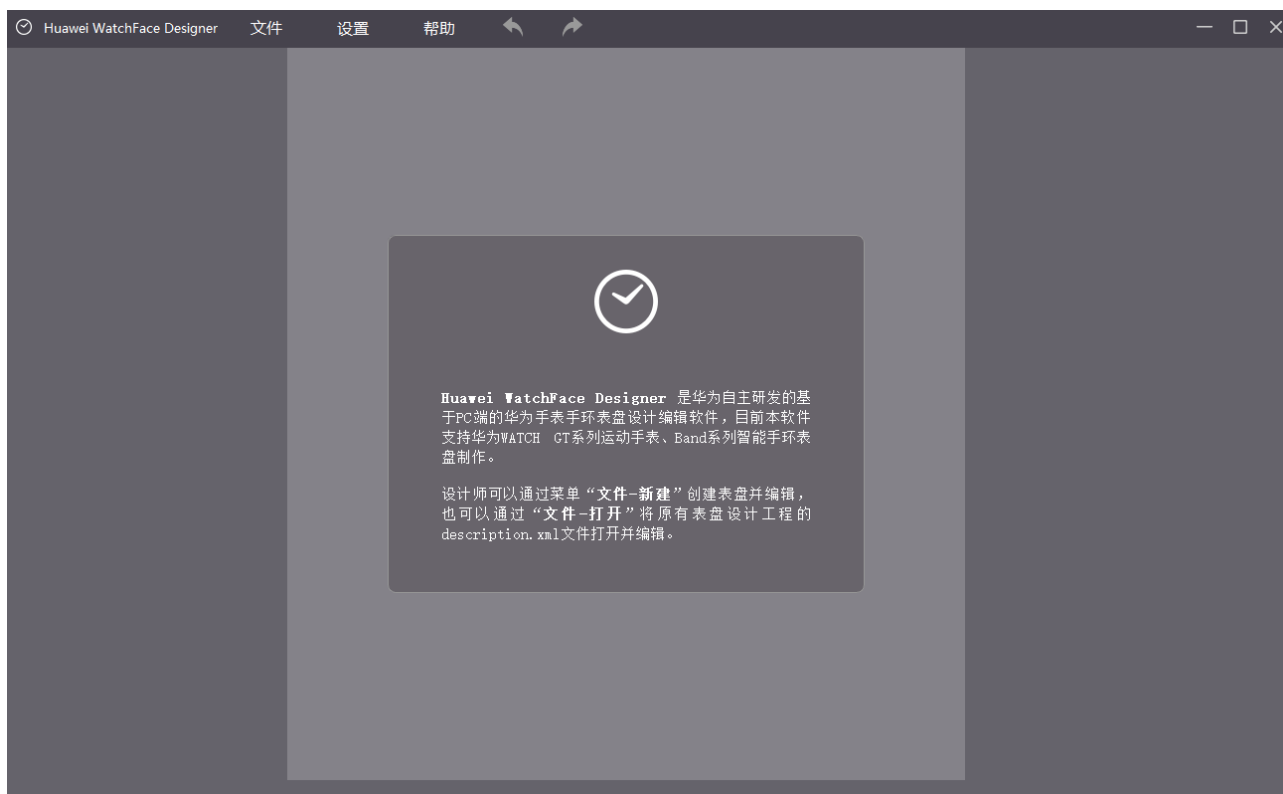 Huawei WatchFace Designer 文件 设置 帮助
Huawei WatchFace Designer 是华为自主研发的基
于PC端的华为手表手环表盘设计编辑软件，目前本软件
支持华为WATCH GT系列运动手表、Band系列智能手环表
盘制作。
设计师可以通过菜单“文件-新建”创建表盘并编辑，
也可以通过“文件-打开”将原有表盘设计工程的
description.xml文件打开并编辑。